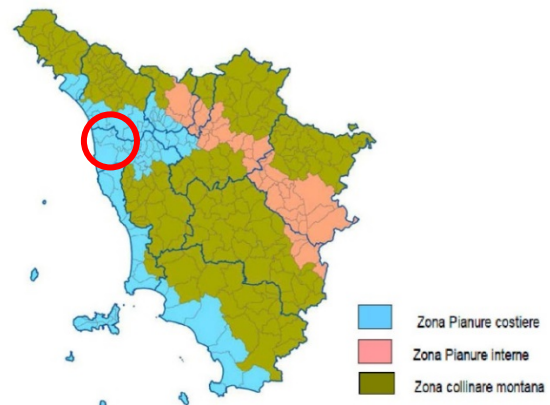 Zona Pianure costiere
Zona Pianure interne
Zona collinare montana